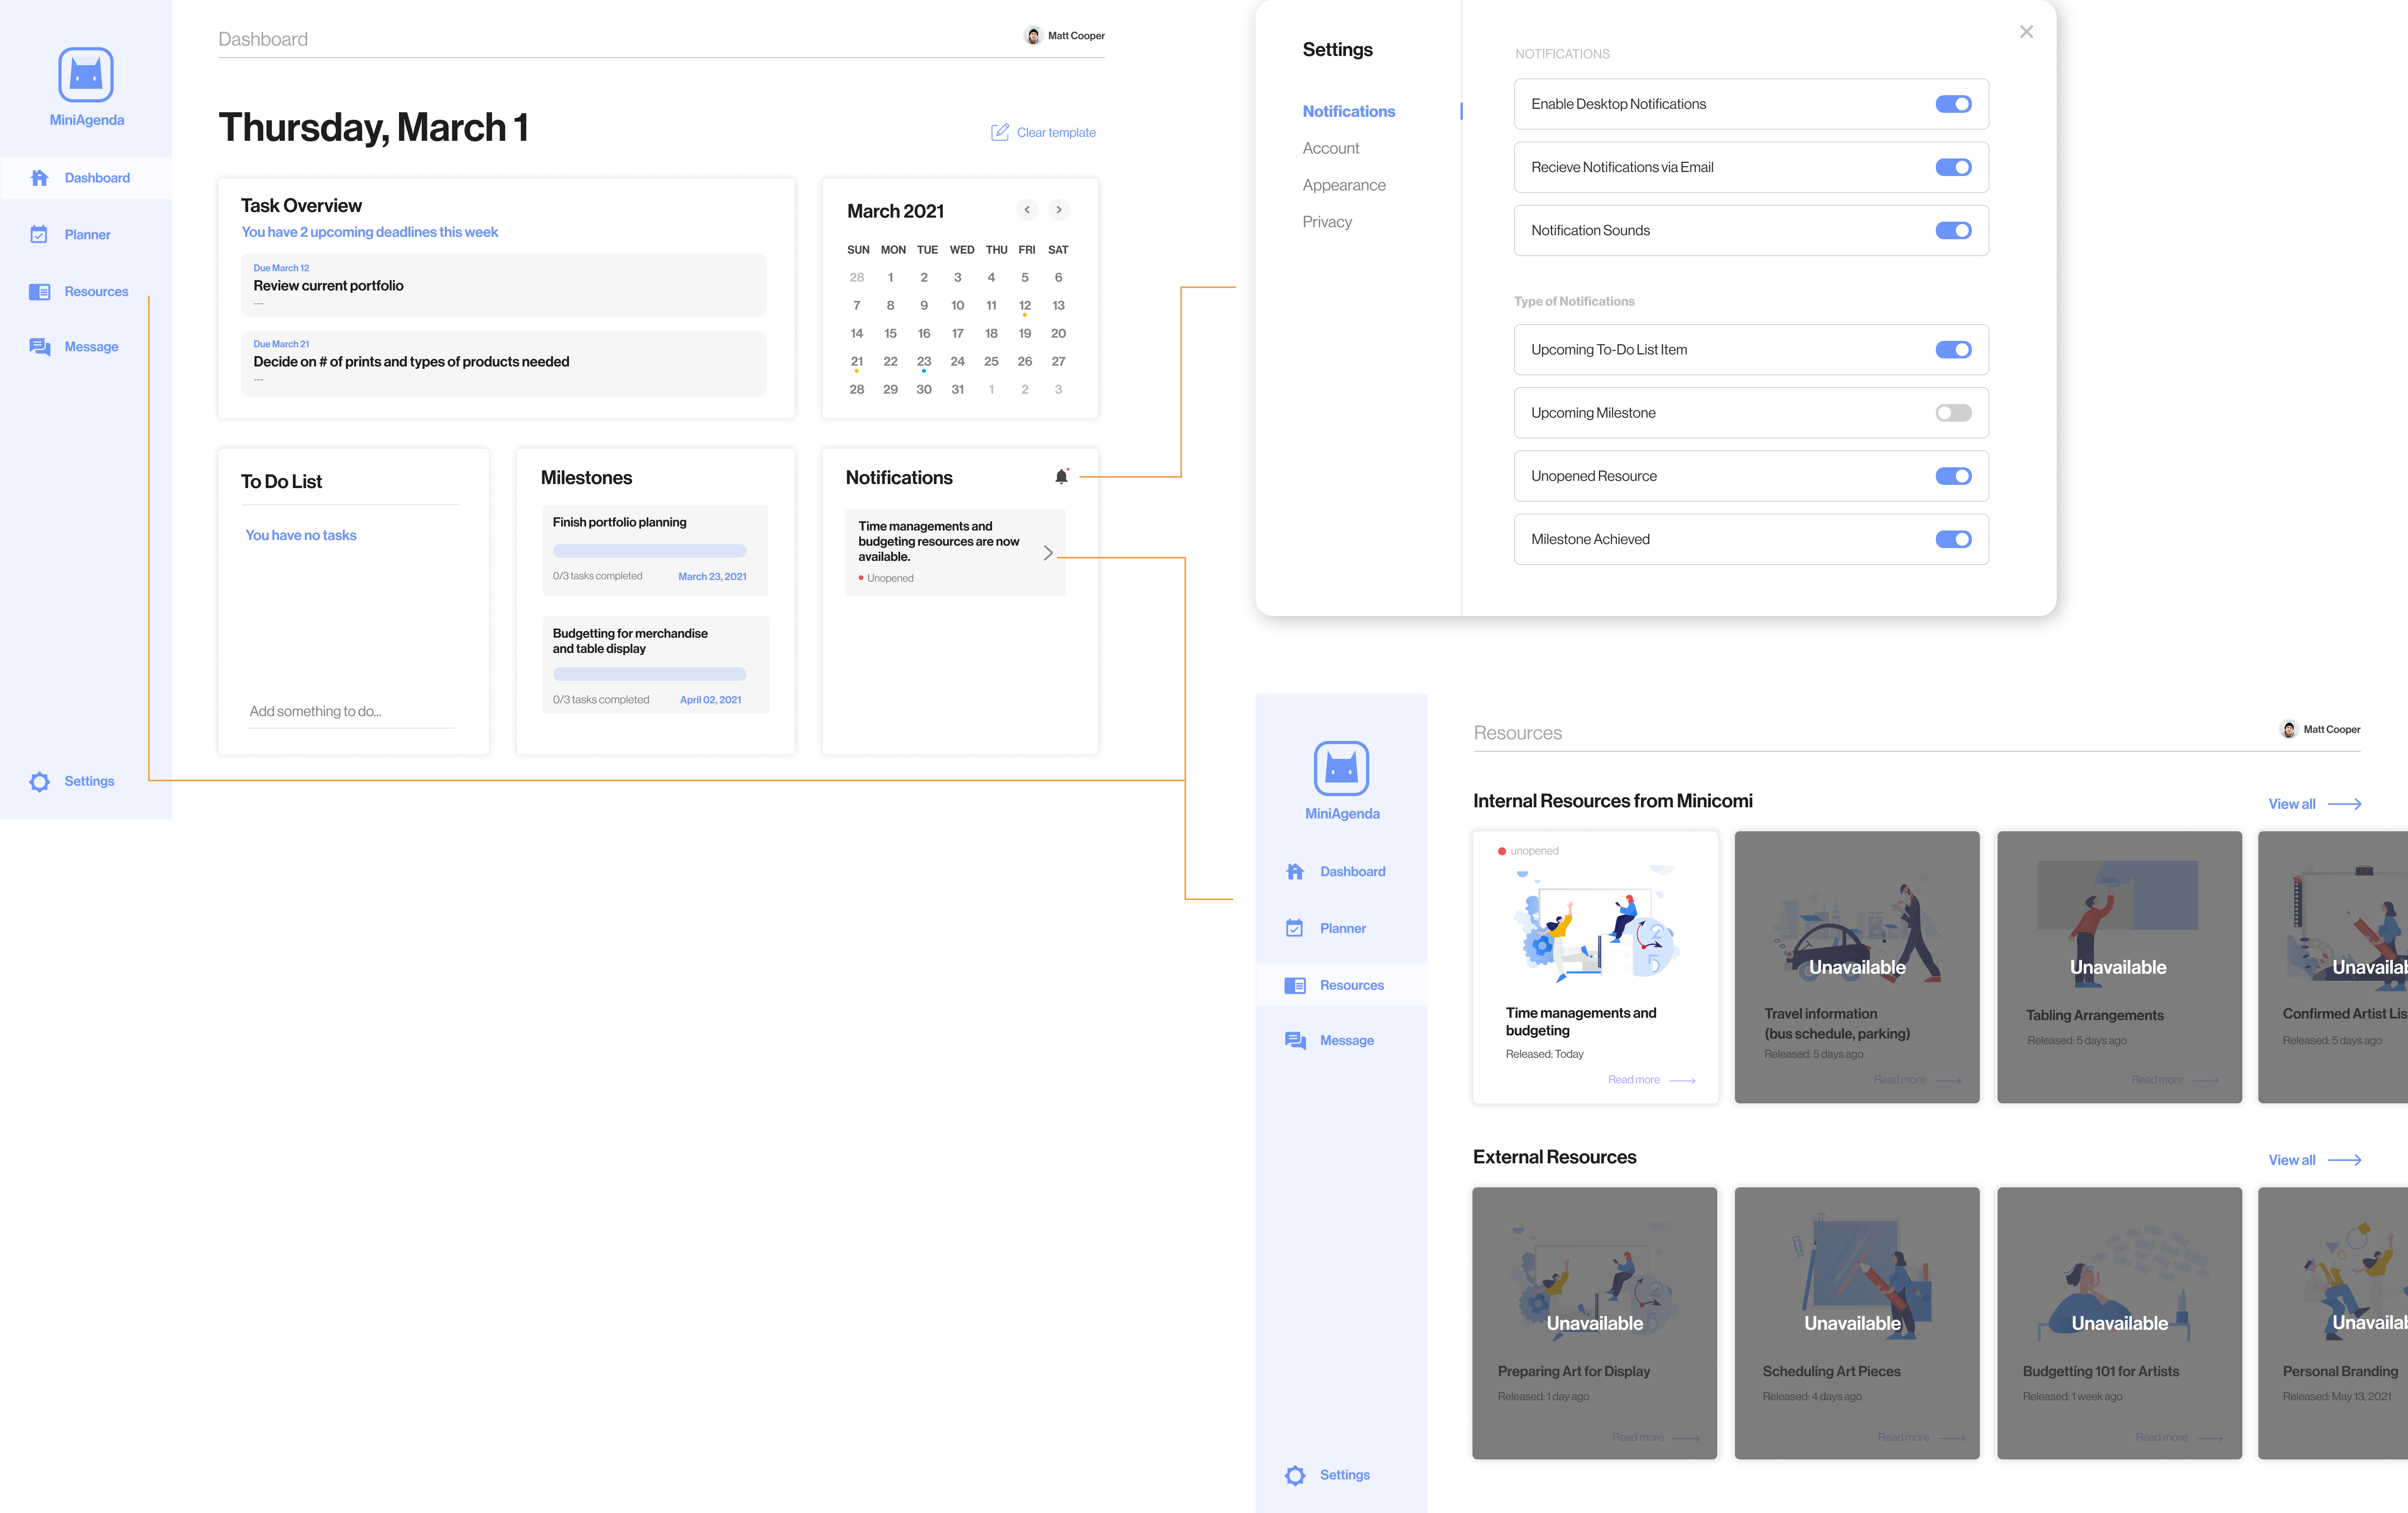 MiniAgenda
Dashboard
Planner
Resources
Message
Settings
Dashboard
Matt Cooper
Thursday, March 1
Clear template
Task Overview
You have 2 upcoming deadlines this week
Due March 12
Review current portfolio
---
Due March 21
Decide on # of prints and types of products needed
---
March 2021
SUN MON TUE WED THU FRI SAT
28 1 2 3 4 5 6
7 8 9 10 11 12 13
14 15 16 17 18 19 20
21 22 23 24 25 26 27
28 29 30 31 1 2 3
To Do List
You have no tasks
Add something to do...
Milestones
Finish portfolio planning
0/3 tasks completed March 23, 2021
Budgetting for merchandise
and table display
0/3 tasks completed April 02, 2021
Notifications
Time managements and
budgeting resources are now
available.
Unopened
Settings
Notifications
Account
Appearance
Privacy
NOTIFICATIONS
Enable Desktop Notifications
Recieve Notifications via Email
Notification Sounds
Type of Notifications
Upcoming To-Do List Item
Upcoming Milestone
Unopened Resource
Milestone Achieved
MiniAgenda
Dashboard
Planner
Resources
Message
Settings
Resources
Matt Cooper
Internal Resources from Minicomi
View all
unopened
2
5
Time managements and
budgeting
Released: Today
Read more
Unavailable
Travel information
(bus schedule, parking)
Released: 5 days ago
Read more
Unavailable
Tabling Arrangements
Released: 5 days ago
Read more
Unavailab
Confirmed Artist Lis
Released: 5 days ago
External Resources
View all
2
5
Unavailable
Preparing Art for Display
Released: 1 day ago
Read more
Unavailable
Scheduling Art Pieces
Released: 4 days ago
Read more
Unavailable
Budgetting 101 for Artists
Released: 1 week ago
Read more
Unavailab
Personal Branding
Released: May 13, 2021